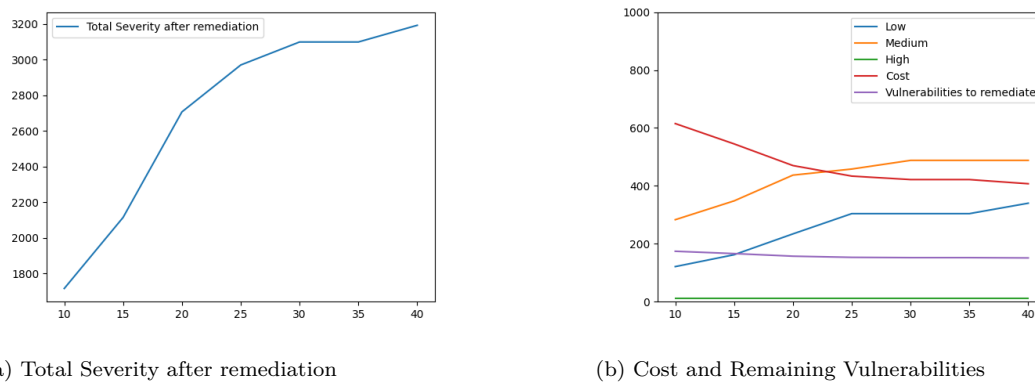 Total Severity after remediation
3200
3000
2800
2600
2400
2200
2000
1800
10 15 20 25 30 35 40
) Total Severity after remediation
1000
800
600
400
200
0
Low
Medium
High
Cost
Vulnerabilities to remediate
10 15 20 25 30 35 40
(b) Cost and Remaining Vulnerabilities